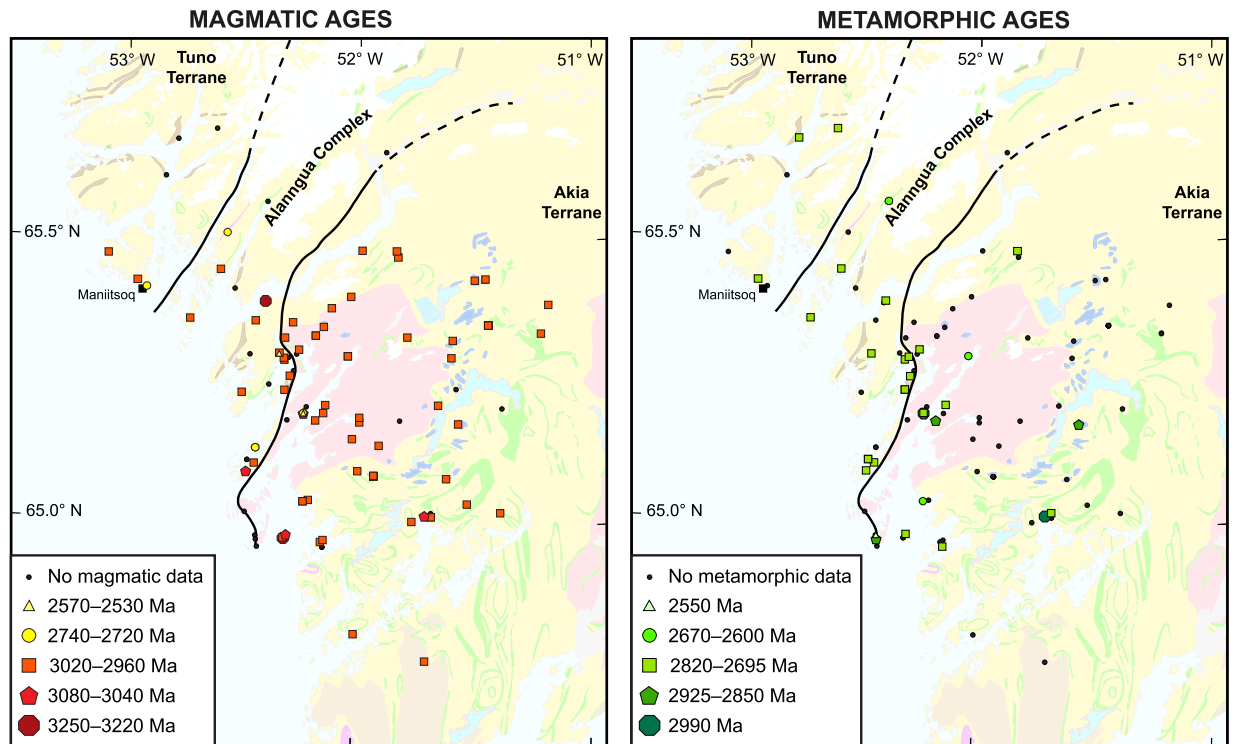 MAGMATIC AGES
53° W
52° W
51° W
Tuno
Terrane
Alanngua Complex
Akia
Terrane
65.5° N
Maniitsoq
65.0° N
No magmatic data
2570–2530 Ma
2740–2720 Ma
3020–2960 Ma
3080–3040 Ma
3250–3220 Ma
METAMORPHIC AGES
53° W
52° W
51° W
Tuno
Terrane
Alanngua Complex
Akia
Terrane
65.5° N
Maniitsoq
65.0° N
No metamorphic data
2550 Ma
2670–2600 Ma
2820–2695 Ma
2925–2850 Ma
2990 Ma